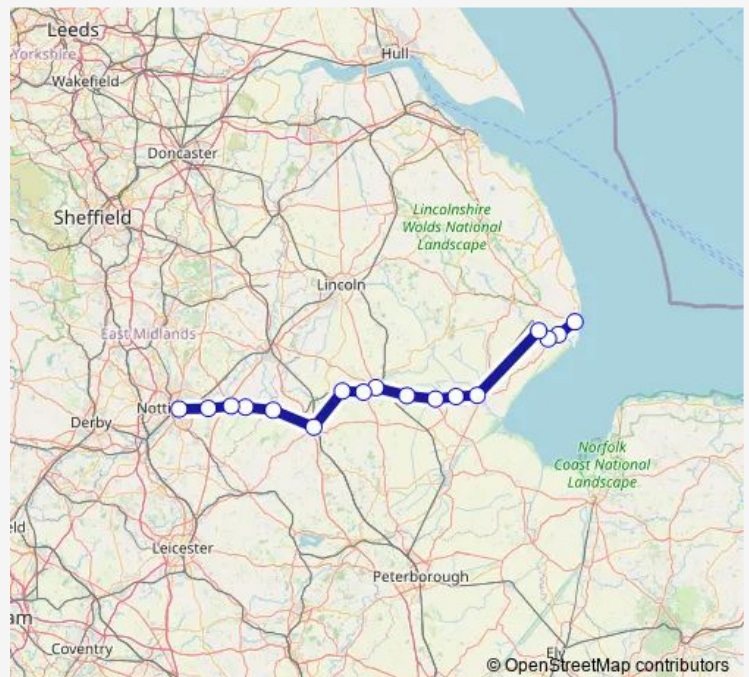 Leeds
Yorkshire
Hull
Wakefield
Doncaster
Sheffield
Lincolnshire
Wolds National
Landscape
Lincoln
East Midlands
Notti
Derby
Norfolk
Coast National
Landscape
eld
Leicester
Peterborough
am
Coventry
Ely
© OpenStreetMap contributors